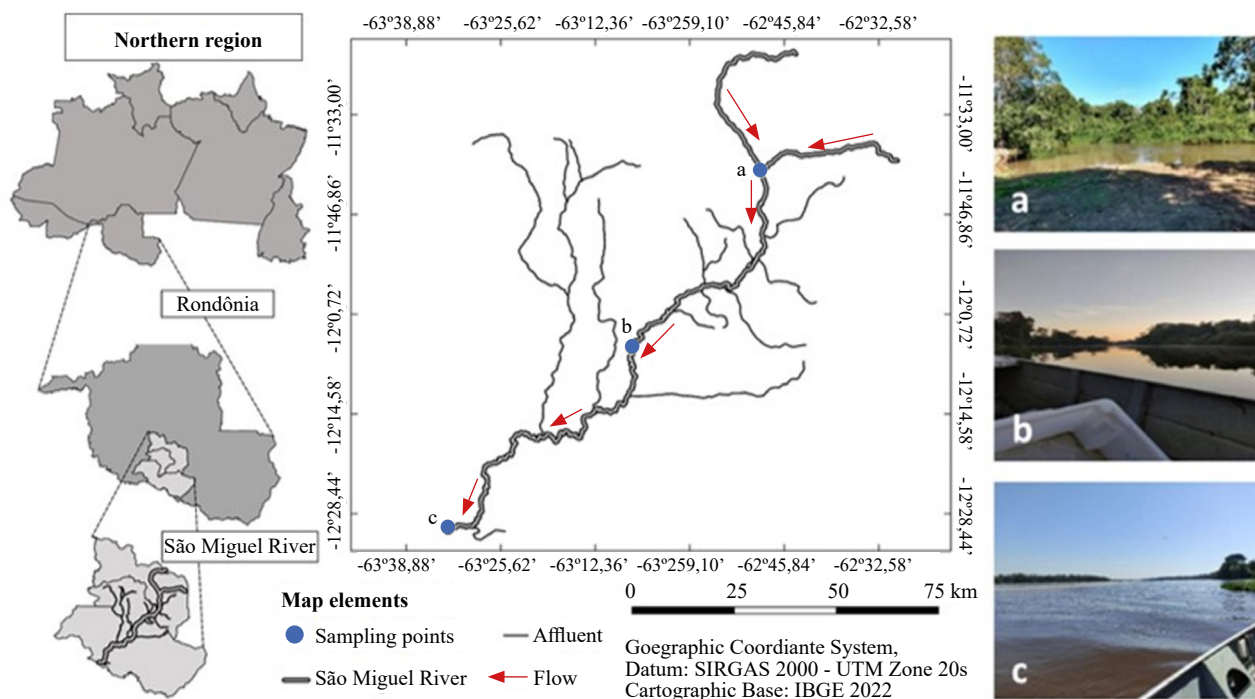 Northern region
Rondônia
São Miguel River
-63º38,88’ -63º25,62’ -63º12,36’ -63º259,10’ -62º45,84’ -62º32,58’
-11º33,00’
-11º46,86’
-12º0,72’
-12º14,58’
-12º28,44’
a
b
c
-11º33,00’
-11º46,86’
-12º0,72’
-12º14,58’
-12º28,44’
-63º38,88’ -63º25,62’ -63º12,36’ -63º259,10’ -62º45,84’ -62º32,58’
Map elements
Sampling points
Affluent
São Miguel River
Flow
0 25 50 75 km
Goegraphic Coordiante System,
Datum: SIRGAS 2000 - UTM Zone 20s
Cartographic Base: IBGE 2022
a
b
c